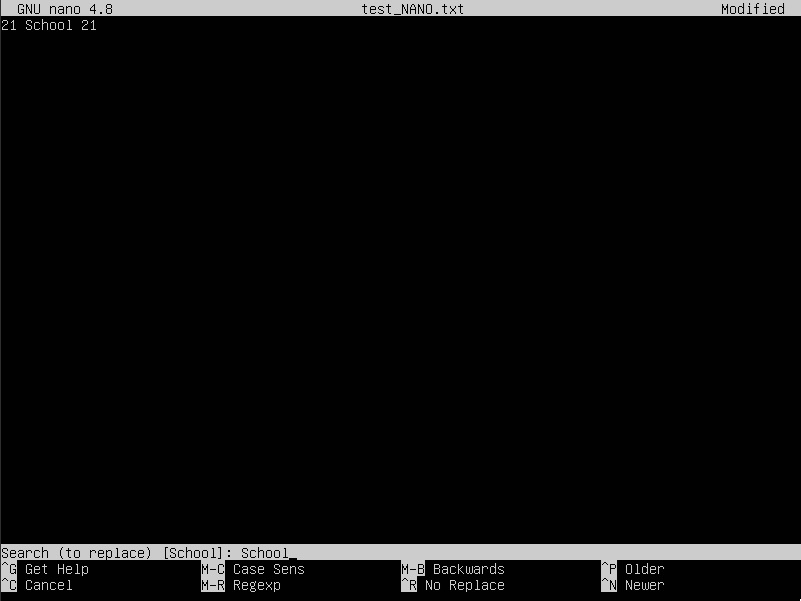 GNU nano 4.8 test_NANO.txt Modified
21 School 21
Search (to replace) [School]: School_
^G Get Help M-C Case Sens M-B Backwards ^P Older
^C Cancel M-R Regexp ^R No Replace ^N Newer